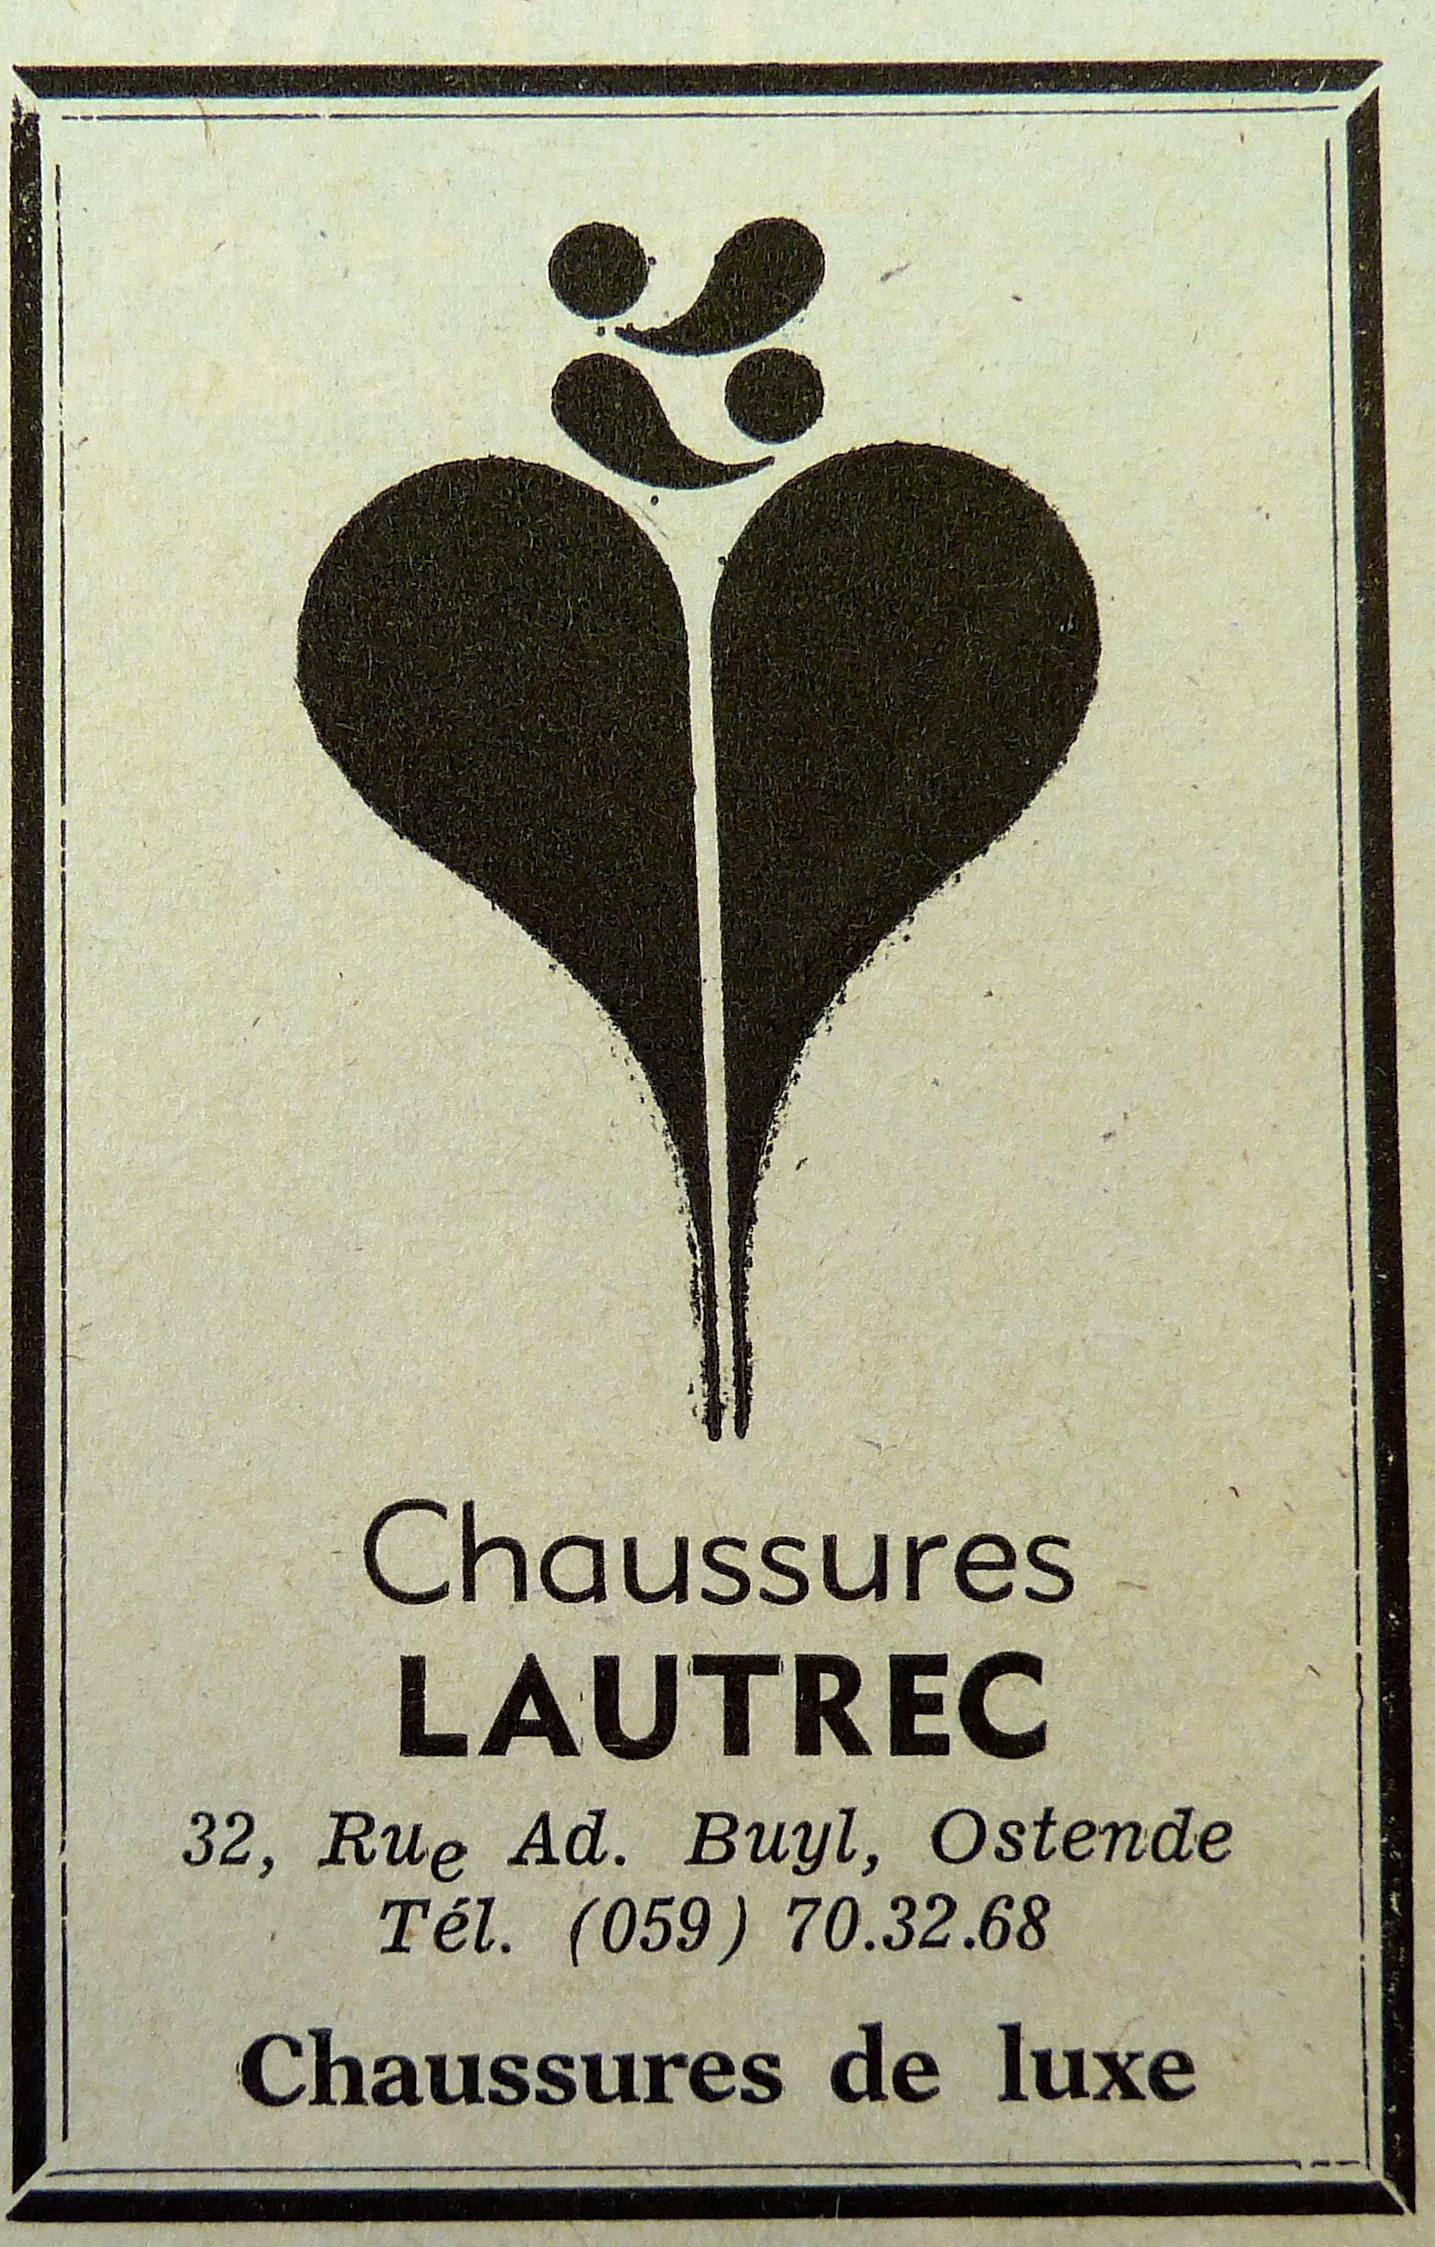 Chaussures
LAUTREC
32, Rue Ad. Buyl, Ostende
Tél. (059) 70.32.68
Chaussures de luxe